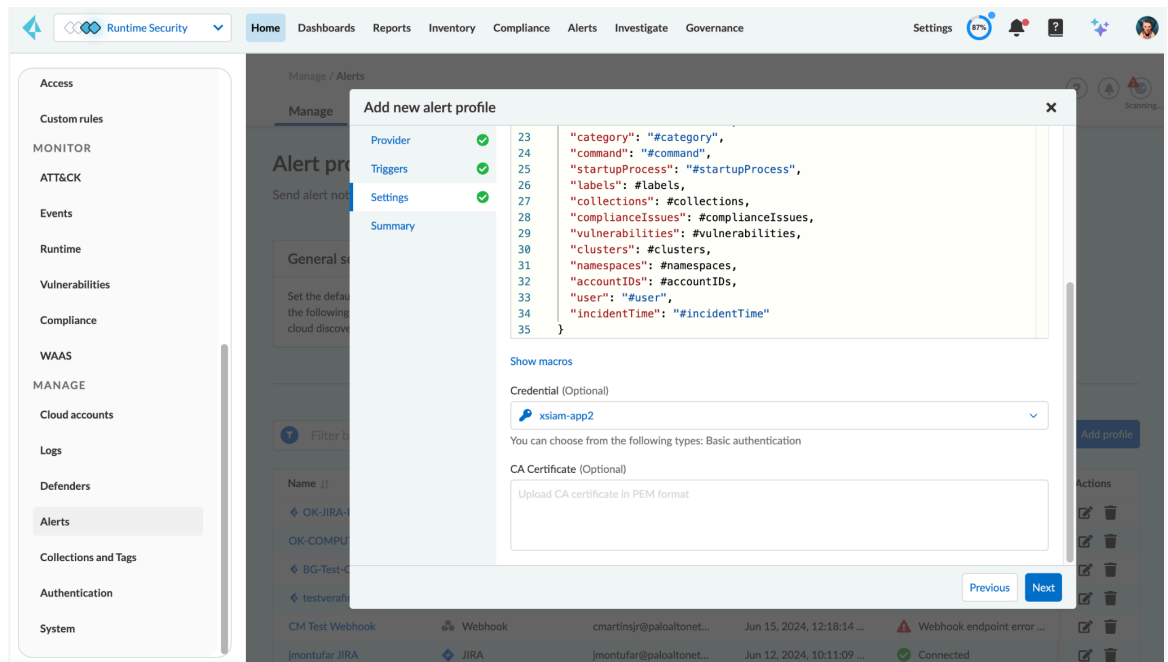 Runtime Security
Home Dashboards Reports Inventory Compliance Alerts Investigate Governance
Settings 87%
Access
Custom rules
MONITOR
ATT&CK
Events
Runtime
Vulnerabilities
Compliance
WAAS
MANAGE
Cloud accounts
Logs
Defenders
Alerts
Collections and Tags
Authentication
System
Manage / Alerts
Scanning...
Manage
Alert pro
Send alert not
General se
Set the defau
the following
cloud discove
Filter b
Add profile
Name
Actions
OK-JIRA-
OK-COMPU
BG-Test-C
testverafi
CM Test Webhook Webhook cmartinsjr@paloaltonet... Jun 15, 2024, 12:18:14 ... Webhook endpoint error ...
jmontufar JIRA JIRA jmontufar@paloaltonet... Jun 12, 2024, 10:11:09 ... Connected
Add new alert profile
Provider
Triggers
Settings
Summary
23 "category": "#category",
24 "command": "#command",
25 "startupProcess": "#startupProcess",
26 "labels": #labels,
27 "collections": #collections,
28 "complianceIssues": #complianceIssues,
29 "vulnerabilities": #vulnerabilities,
30 "clusters": #clusters,
31 "namespaces": #namespaces,
32 "accountIDs": #accountIDs,
33 "user": "#user",
34 "incidentTime": "#incidentTime"
35 }
Show macros
Credential (Optional)
xsiam-app2
You can choose from the following types: Basic authentication
CA Certificate (Optional)
Upload CA certificate in PEM format
Previous Next